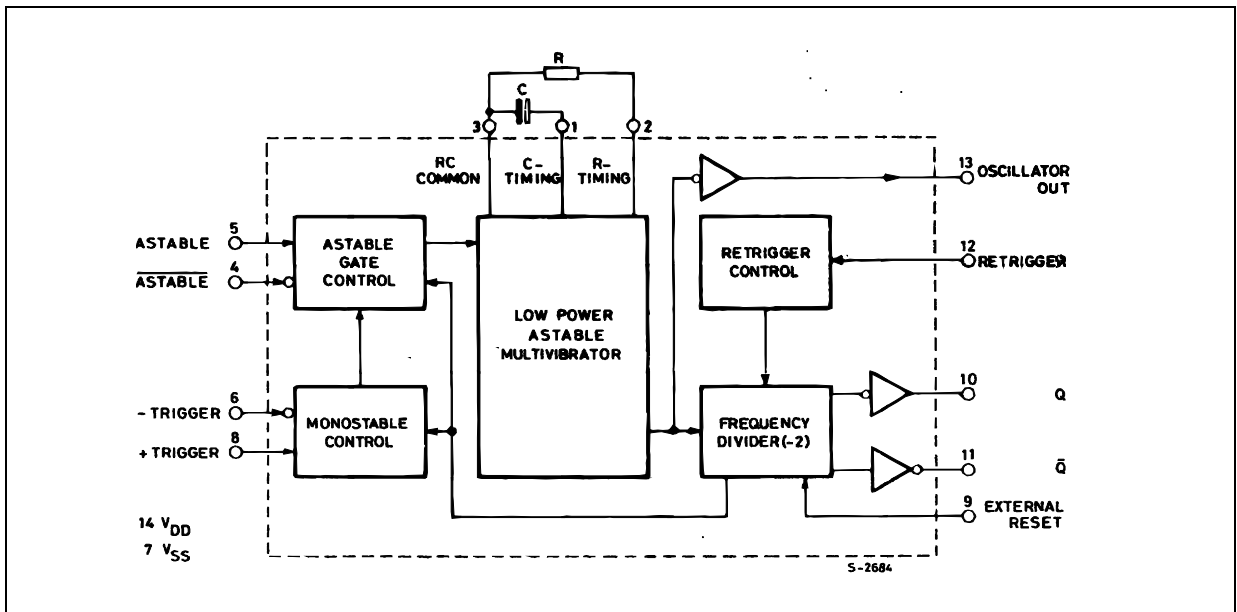 R
C
3
1
2
RC
COMMON
C-
TIMING
R-
TIMING
13
OSCILLATOR
OUT
5
ASTABLE
4
ASTABLE
ASTABLE
GATE
CONTROL
LOW POWER
ASTABLE
MULTIVIBRATOR
RETRIGGER
CONTROL
12
RETRIGGER
6
- TRIGGER
8
+ TRIGGER
MONOSTABLE
CONTROL
FREQUENCY
DIVIDER(-2)
10
Q
11
Q̄
9
EXTERNAL
RESET
14 VDD
7 VSS
S-2684